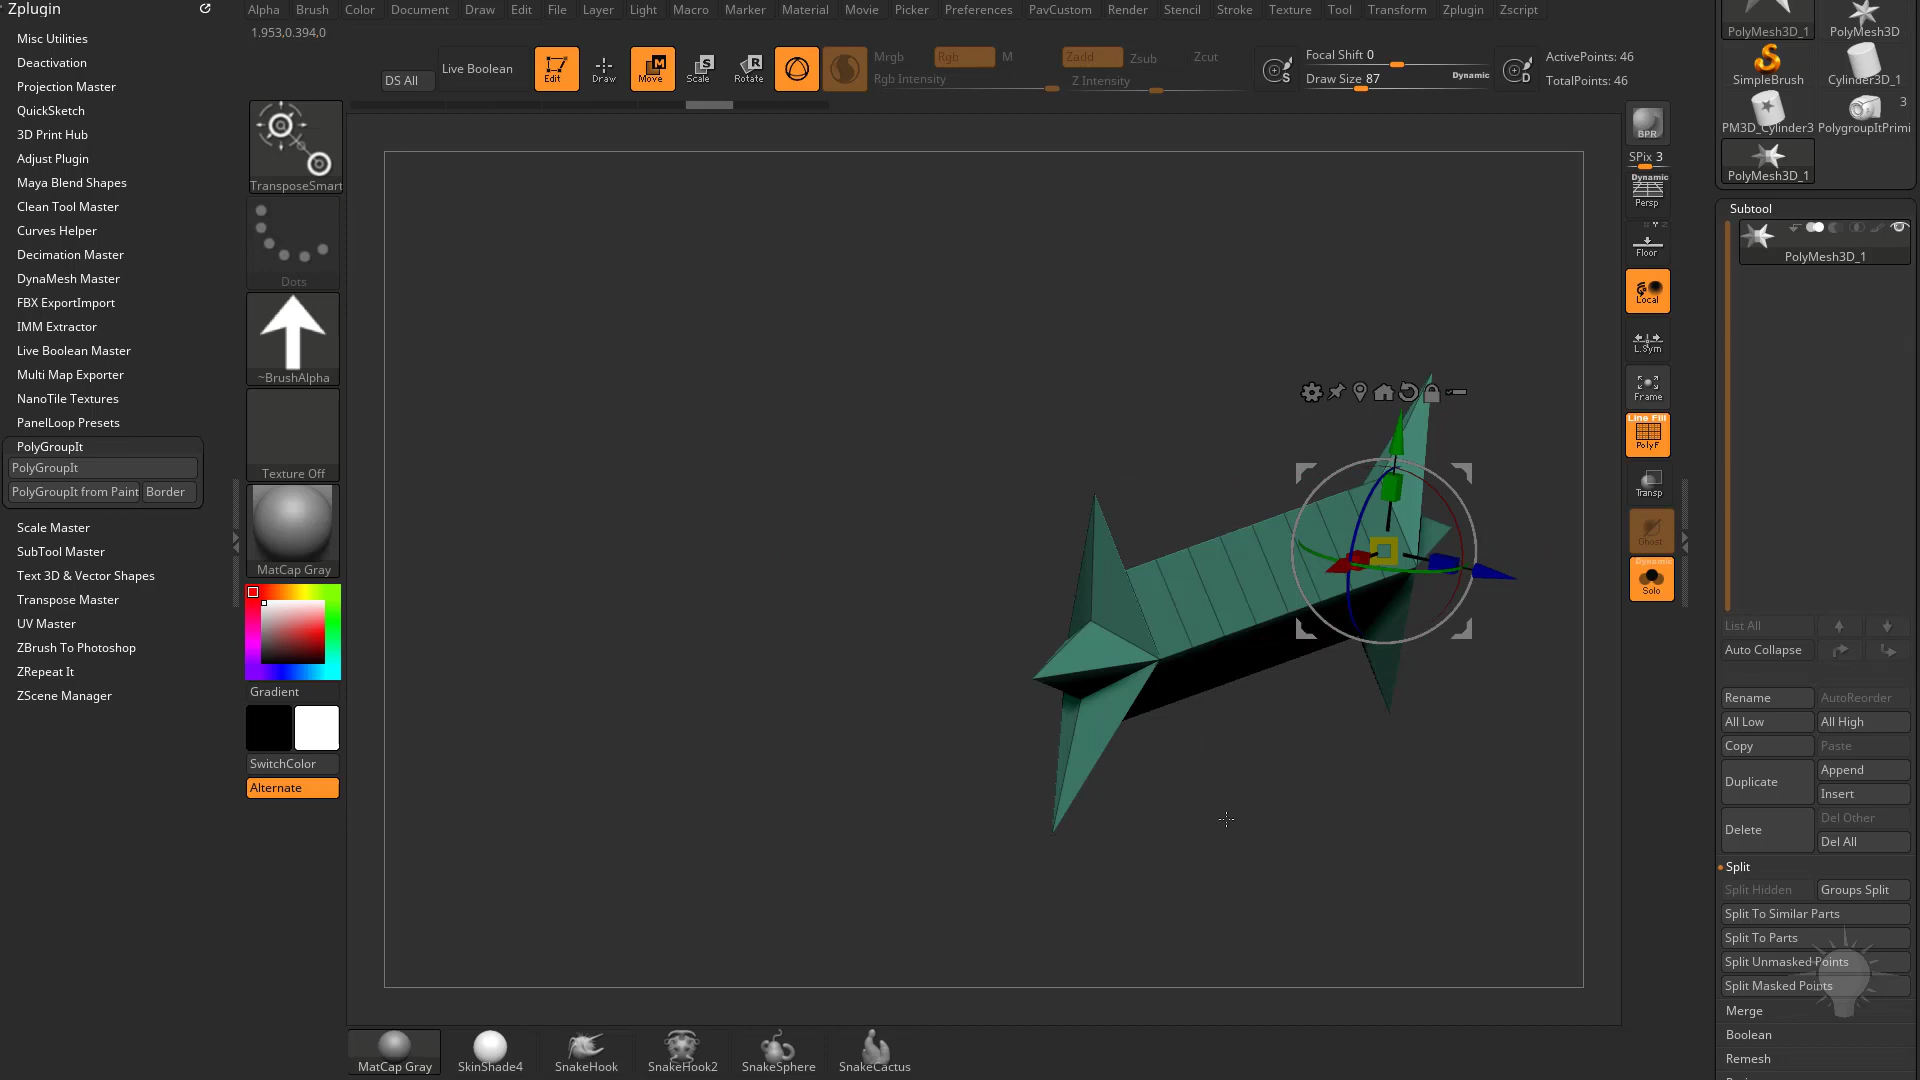 Zplugin
Alpha Brush Color Document Draw Edit File Layer Light Macro Marker Material Movie Picker Preferences PavCustom Render Stencil Stroke Texture Tool Transform Zplugin Zscript
1.953,0.394,0
DS All
Live Boolean
Edit
Draw
Move
Scale
Rotate
Mrgb
Rgb
M
Rgb Intensity
Zadd
Zsub
Zcut
Z Intensity
Focal Shift 0
Draw Size 87
Dynamic
ActivePoints: 46
TotalPoints: 46
Misc Utilities
Deactivation
Projection Master
QuickSketch
3D Print Hub
Adjust Plugin
Maya Blend Shapes
Clean Tool Master
Curves Helper
Decimation Master
DynaMesh Master
FBX ExportImport
IMM Extractor
Live Boolean Master
Multi Map Exporter
NanoTile Textures
PanelLoop Presets
PolyGroupIt
PolyGroupIt
PolyGroupIt from Paint Border
Scale Master
SubTool Master
Text 3D & Vector Shapes
Transpose Master
UV Master
ZBrush To Photoshop
ZRepeat It
ZScene Manager
TransposeSmart
Dots
~BrushAlpha
Texture Off
MatCap Gray
Gradient
SwitchColor
Alternate
BPR
SPix 3
Dynamic
Persp
Floor
Local
L.Sym
Frame
Line Fill
PolyF
Transp
Ghost
Dynamic
Solo
PolyMesh3D_1 PolyMesh3D
SimpleBrush Cylinder3D_1
3
PM3D_Cylinder3 PolygroupItPrimi
PolyMesh3D_1
Subtool
PolyMesh3D_1
List All
Auto Collapse
Rename AutoReorder
All Low All High
Copy Paste
Duplicate Append
Insert
Delete Del Other
Del All
Split
Split Hidden Groups Split
Split To Similar Parts
Split To Parts
Split Unmasked Points
Split Masked Points
Merge
Boolean
Remesh
MatCap Gray SkinShade4 SnakeHook SnakeHook2 SnakeSphere SnakeCactus